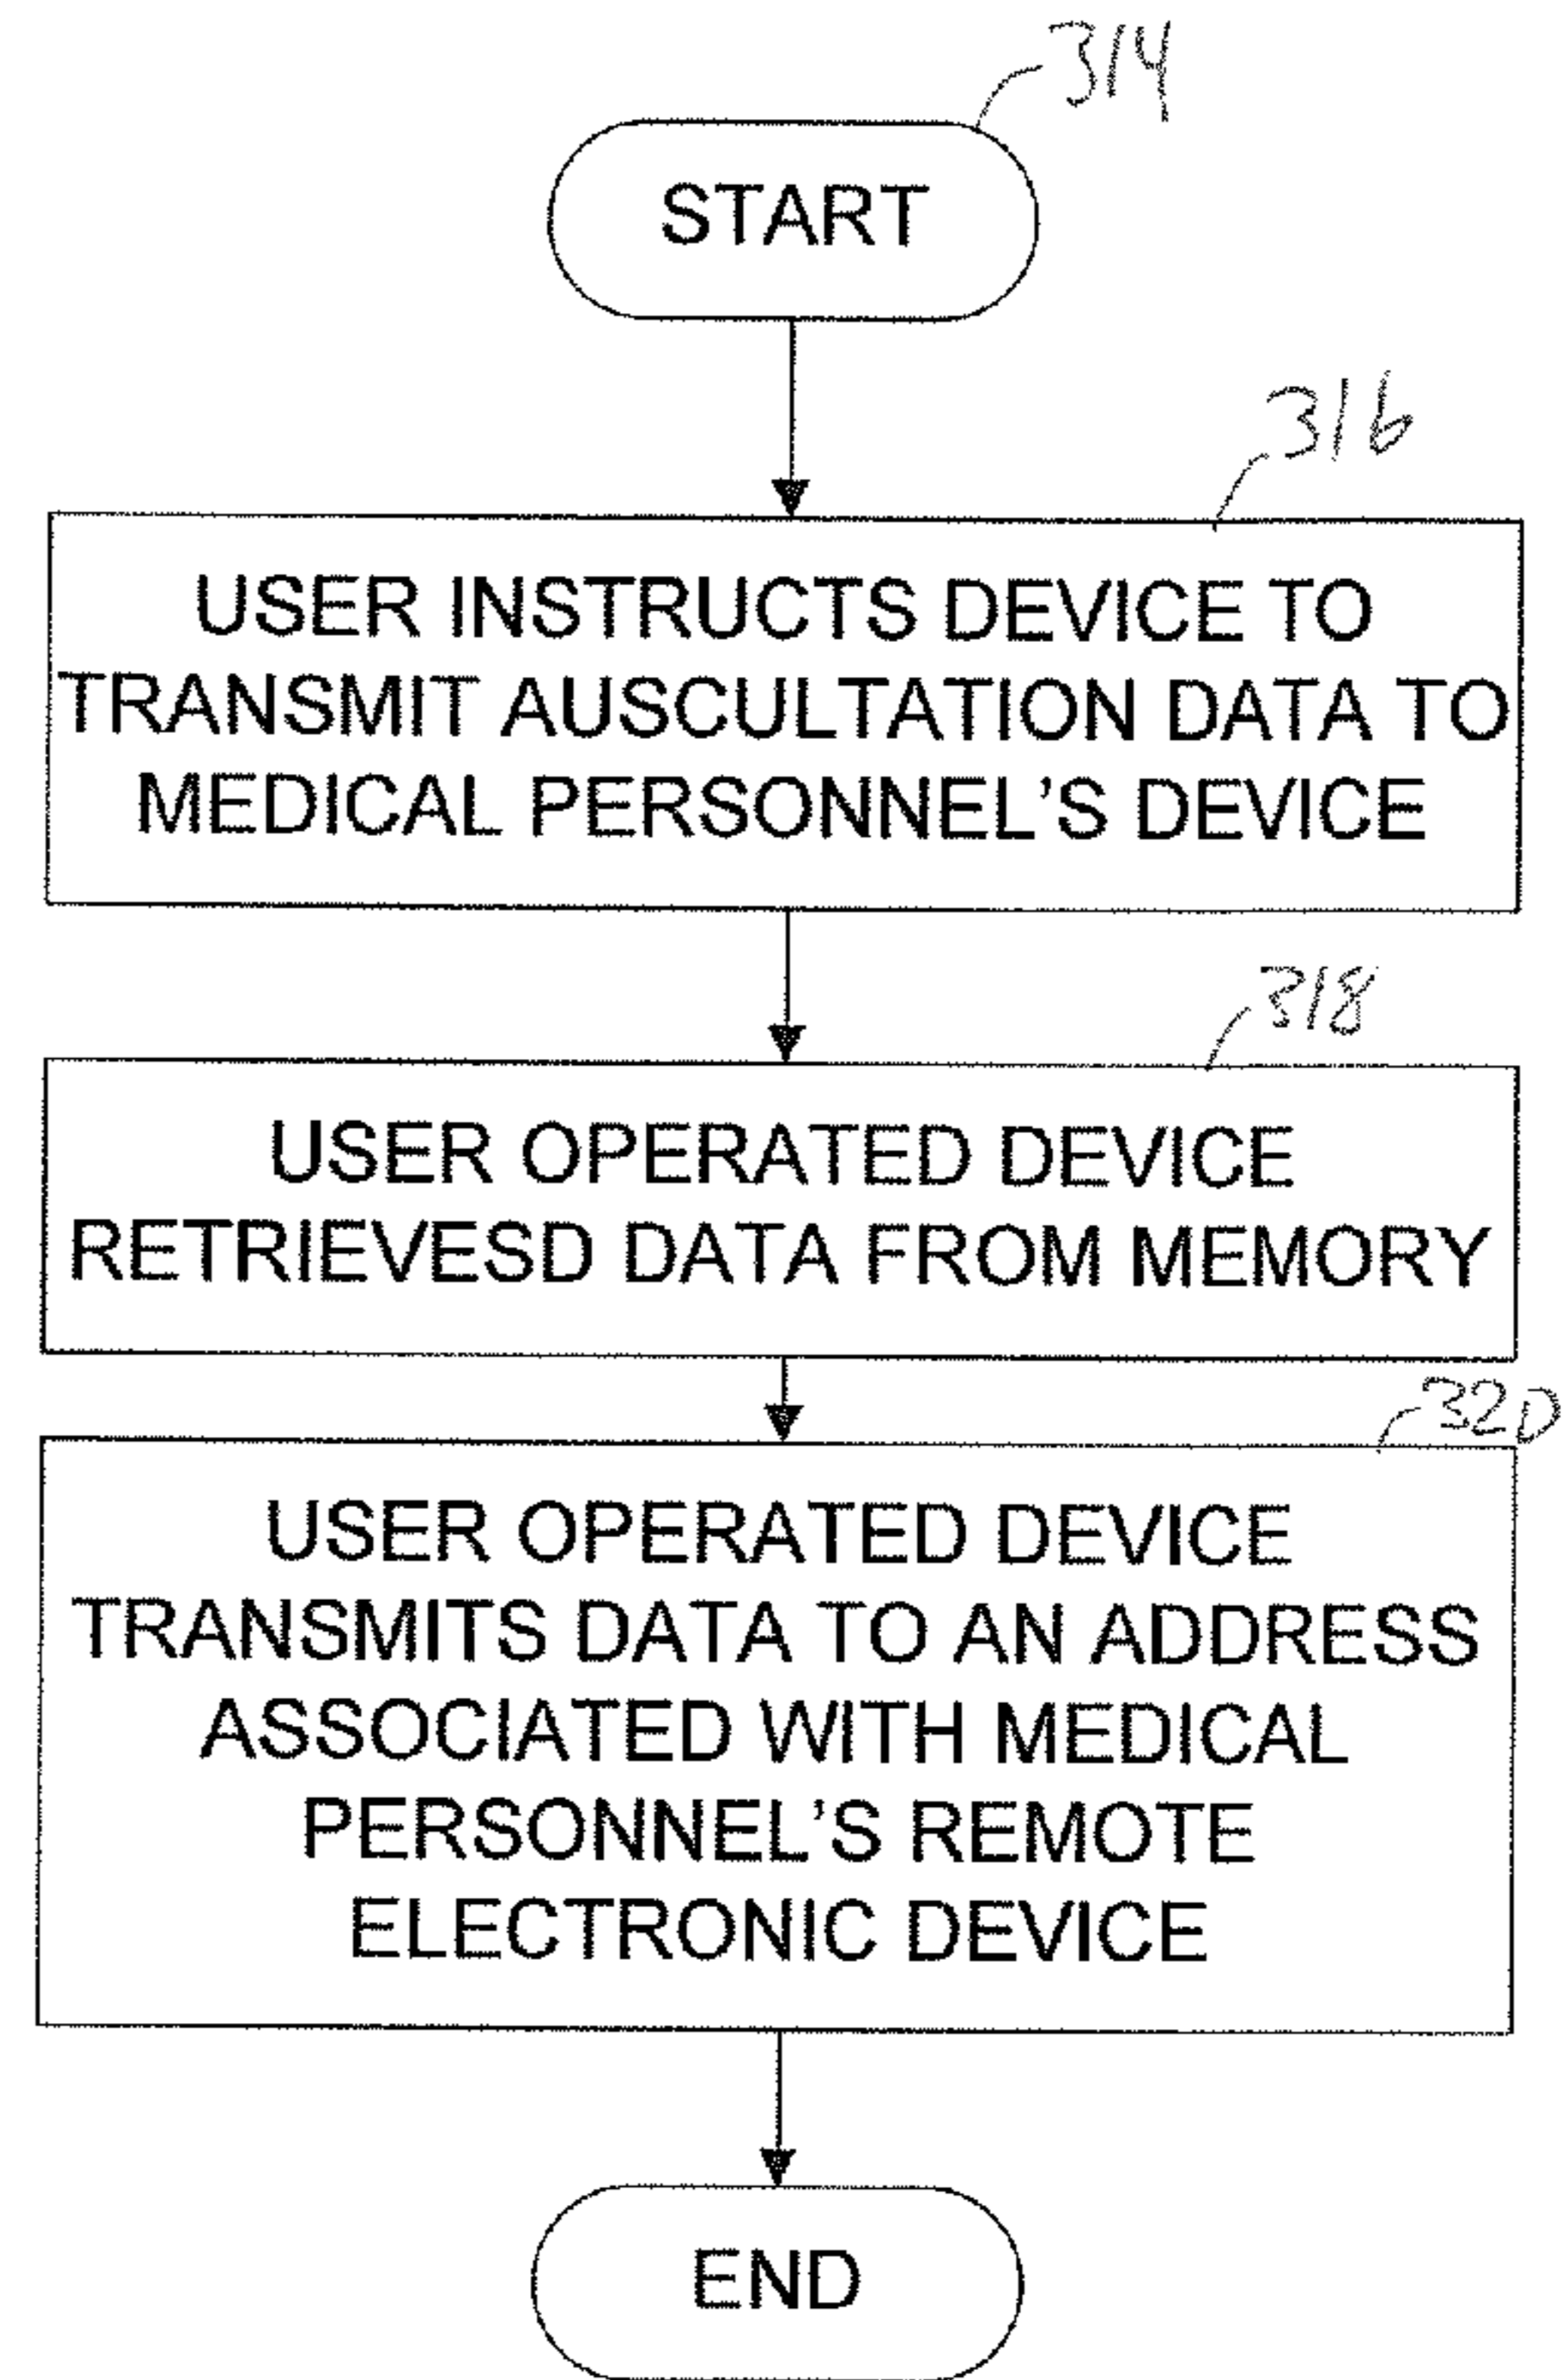 314
START
316
USER INSTRUCTS DEVICE TO
TRANSMIT AUSCULTATION DATA TO
MEDICAL PERSONNEL'S DEVICE
318
USER OPERATED DEVICE
RETRIEVESD DATA FROM MEMORY
320
USER OPERATED DEVICE
TRANSMITS DATA TO AN ADDRESS
ASSOCIATED WITH MEDICAL
PERSONNEL'S REMOTE
ELECTRONIC DEVICE
END